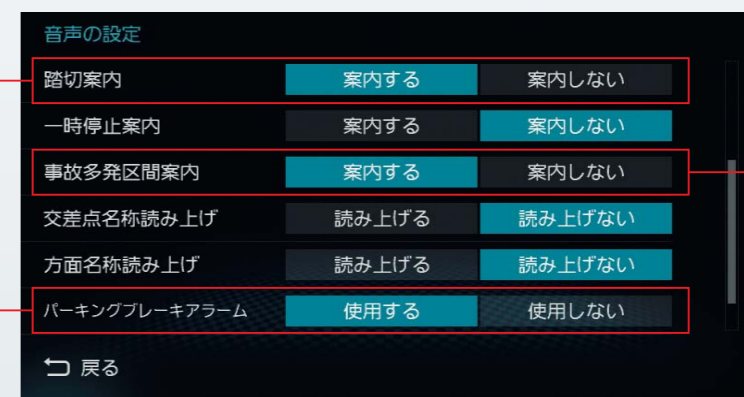 音声の設定
踏切案内 案内する 案内しない
一時停止案内 案内する 案内しない
事故多発区間案内 案内する 案内しない
交差点名称読み上げ 読み上げる 読み上げない
方面名称読み上げ 読み上げる 読み上げない
パーキングブレーキアラーム 使用する 使用しない
戻る